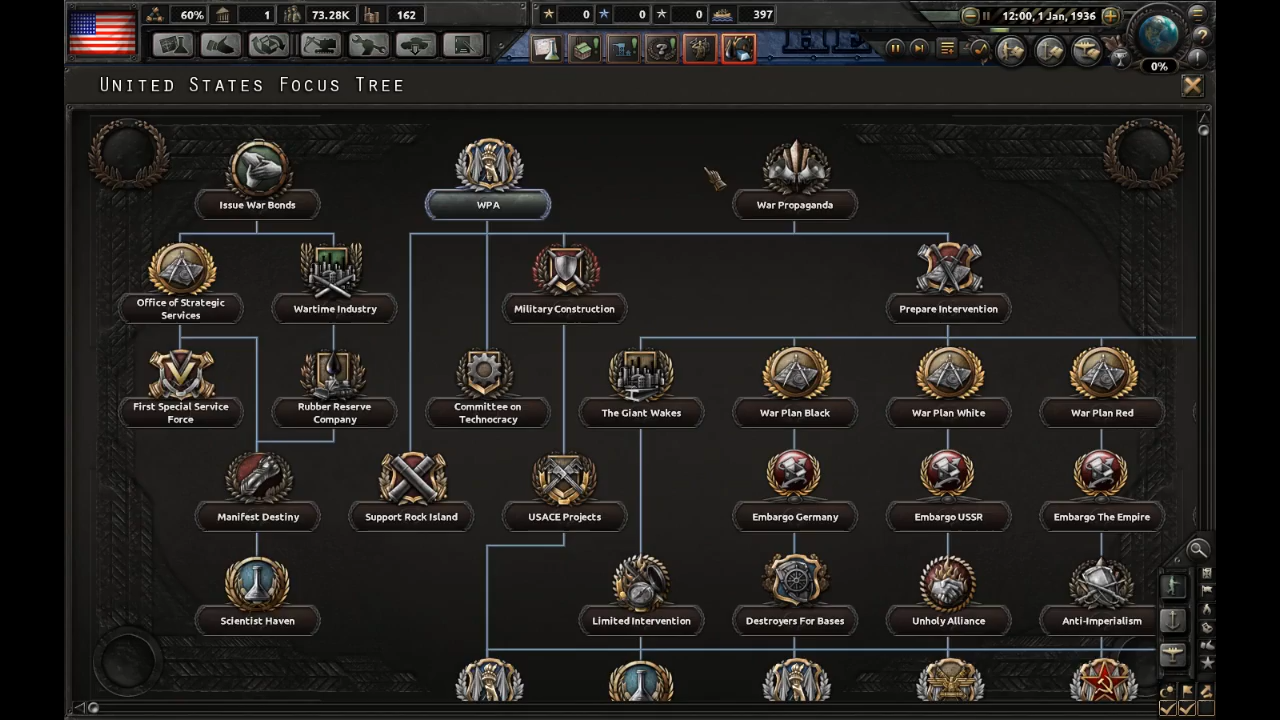 60%
1
73.28K
162
0
0
0
397
12:00, 1 Jan, 1936
0%
UNITED STATES FOCUS TREE
Issue War Bonds
WPA
War Propaganda
Office of Strategic
Services
Wartime Industry
Military Construction
Prepare Intervention
First Special Service
Force
Rubber Reserve
Company
Committee on
Technocracy
The Giant Wakes
War Plan Black
War Plan White
War Plan Red
Manifest Destiny
Support Rock Island
USACE Projects
Embargo Germany
Embargo USSR
Embargo The Empire
Scientist Haven
Limited Intervention
Destroyers For Bases
Unholy Alliance
Anti-Imperialism